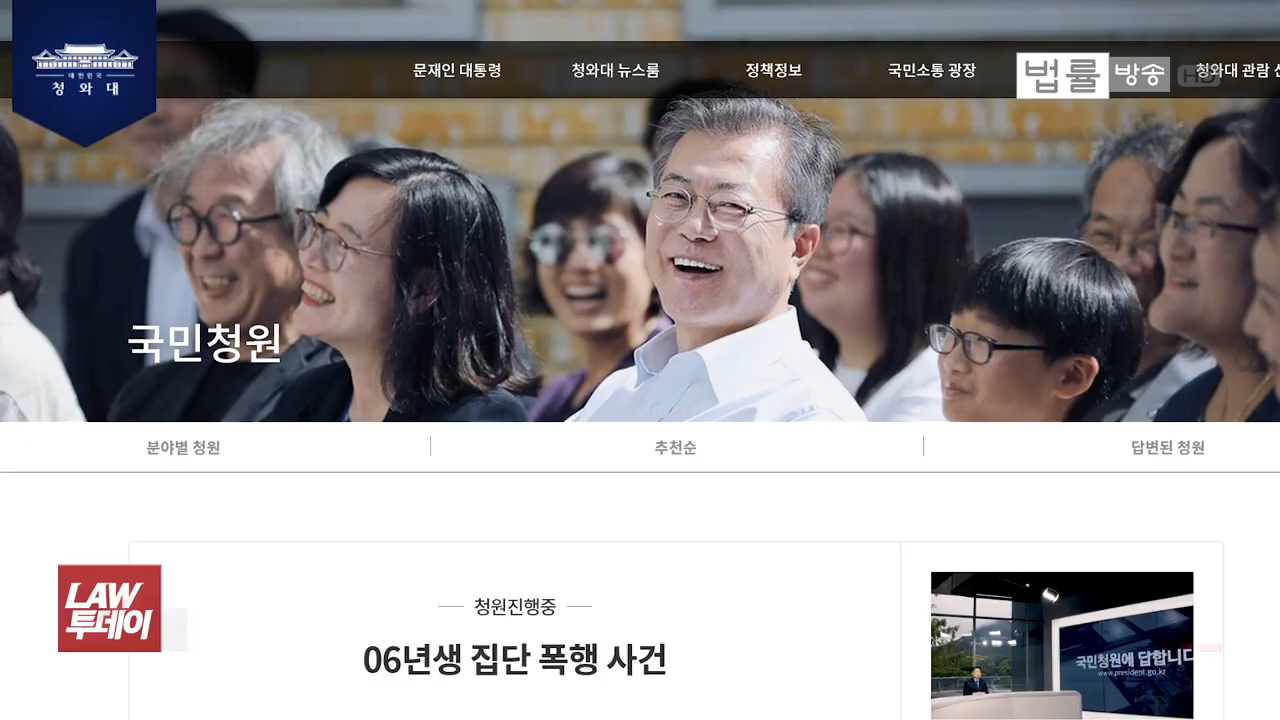 대한민국
청와대
문재인 대통령
청와대 뉴스룸
정책정보
국민소통 광장
법률방송
HD
청와대 관람
국민청원
분야별 청원
추천순
답변된 청원
LAW
투데이
청원진행중
06년생 집단 폭행 사건
국민청원에 답합니다
www.president.go.kr